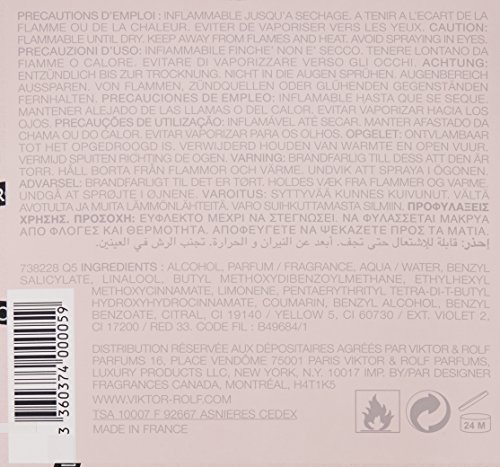 PRECAUTIONS D'EMPLOI: INFLAMMABLE JUSQU'A SECHAGE. A TENIR A L'ECART DE LA
FLAMME OU DE LA CHALEUR. EVITER DE VAPORISER VERS LES YEUX. CAUTION:
FLAMMABLE UNTIL DRY. KEEP AWAY FROM FLAMES AND HEAT. AVOID SPRAYING IN EYES.
PRECAUZIONI D'USO: INFIAMMABILE FINCHE' NON E' SECCO. TENERE LONTANO DA
FIAMME O CALORE. EVITARE DI VAPORIZZARE VERSO GLI OCCHI. ACHTUNG:
ENTZÜNDLICH BIS ZUR TROCKNUNG. NICHT IN DIE AUGEN SPRÜHEN, AUGENBEREICH
AUSSPAREN. VON FLAMMEN, ZÜNDQUELLEN ODER GLÜHENDEN GEGENSTÄNDEN
FERNHALTEN. PRECAUCIONES DE EMPLEO: INFLAMABLE HASTA QUE SE SEQUE.
MANTENER ALEJADO DE LAS LLAMAS O DEL CALOR. EVITAR VAPORIZAR HACIA LOS
OJOS. PRECAUÇÕES DE UTILIZAÇÃO: INFLAMÁVEL ATÉ SECAR. MANTER AFASTADO DA
CHAMA OU DO CALOR. EVITAR VAPORIZAR PARA OS OLHOS. OPGELET: ONTVLAMBAAR
TOT HET OPGEDROOGD IS. VERWIJDERD HOUDEN VAN WARMTE EN OPEN VUUR.
VERMIJD SPUITEN RICHTING DE OGEN. VARNING: BRANDFARLIG TILL DESS ATT DEN ÄR
TORR. HÅLL BORTA FRÅN FLAMMOR OCH VÄRME. UNDVIK ATT SPRAYA I ÖGONEN.
ADVARSEL: BRANDFARLIGT TIL DET ER TØRT. HOLDES VÆK FRA FLAMMER OG VARME.
UNDGÅ AT SPRØJTE I ØJNENE. VAROITUS: SYTTYVÄÄ KUNNES KUIVUNUT. VÄLTÄ
AVOTULTA JA MUITA LÄMMÖNLÄHTEITÄ. VARO SUIHKUTTAMASTA SILMIIN. ΠΡΟΦΥΛΑΞΕΙΣ
ΧΡΗΣΗΣ. ΠΡΟΣΟΧΗ: ΕΥΦΛΕΚΤΟ ΜΕΧΡΙ ΝΑ ΣΤΕΓΝΩΣΕΙ. ΝΑ ΦΥΛΑΣΣΕΤΑΙ ΜΑΚΡΥΑ
ΑΠΟ ΦΛΟΓΕΣ ΚΑΙ ΘΕΡΜΟΤΗΤΑ. ΑΠΟΦΕΥΓΕΤΕ ΝΑ ΨΕΚΑΖΕΤΕ ΠΡΟΣ ΤΑ ΜΑΤΙΑ.
إحذر: قابلة للإشتعال حتى تجف. أبعد عن النيران و الحرارة. تجنب الرش في العينين.
738228 Q5 INGREDIENTS : ALCOHOL, PARFUM / FRAGRANCE, AQUA / WATER, BENZYL
SALICYLATE, LINALOOL, BUTYL METHOXYDIBENZOYLMETHANE, ETHYLHEXYL
METHOXYCINNAMATE, LIMONENE, PENTAERYTHRITYL TETRA-DI-T-BUTYL
HYDROXYHYDROCINNAMATE, COUMARIN, BENZYL ALCOHOL, BENZYL
BENZOATE, CITRAL, CI 19140 / YELLOW 5, CI 60730 / EXT. VIOLET 2,
CI 17200 / RED 33. CODE FIL : B49684/1
DISTRIBUTION RÉSERVÉE AUX DÉPOSITAIRES AGRÉÉS PAR VIKTOR & ROLF
PARFUMS 16, PLACE VENDÔME 75001 PARIS VIKTOR & ROLF PARFUMS,
LUXURY PRODUCTS LLC, NEW YORK, N.Y. 10017 IMP. BY/PAR DESIGNER
FRAGRANCES CANADA, MONTRÉAL, H4T1K5
WWW.VIKTOR-ROLF.COM
TSA 10007 F 92667 ASNIERES CEDEX
MADE IN FRANCE
24 M
3 360374 000059